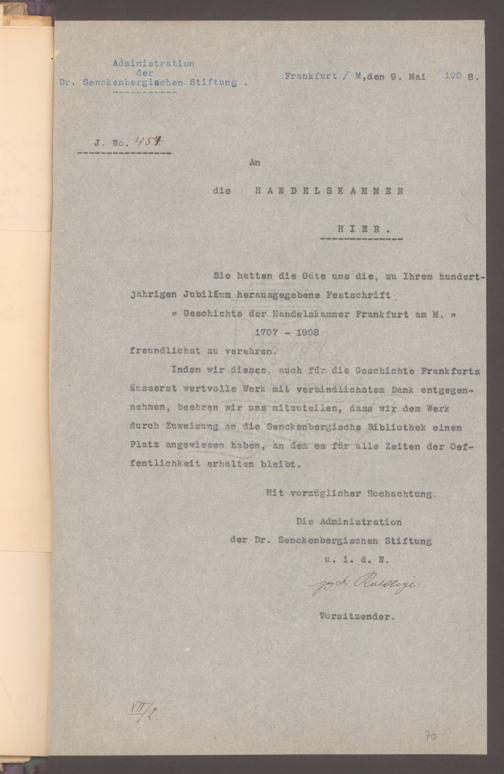 Administration
der
Dr. Senckenbergischen Stiftung .
Frankfurt / M, den 9. Mai 1908.
J. No. 454
An
die HANDELSKAMMER
HIER.
Sie hatten die Güte uns die, zu Ihrem hundert-
jährigen Jubiläum herausgegebene Festschrift
" Geschichte der Handelskammer Frankfurt am M. "
1707 - 1908
freundlichst zu verehren.
Indem wir dieses, auch für die Geschichte Frankfurts
äusserst wertvolle Werk mit verbindlichstem Dank entgegen-
nehmen, beehren wir uns mitzuteilen, dass wir dem Werk
durch Zuweisung an die Senckenbergische Bibliothek einen
Platz angewiesen haben, an dem es für alle Zeiten der Oef-
fentlichkeit erhalten bleibt.
Mit vorzüglicher Hochachtung.
Die Administration
der Dr. Senckenbergischen Stiftung
u. i. d. N.
Vorsitzender.
VII/2
70